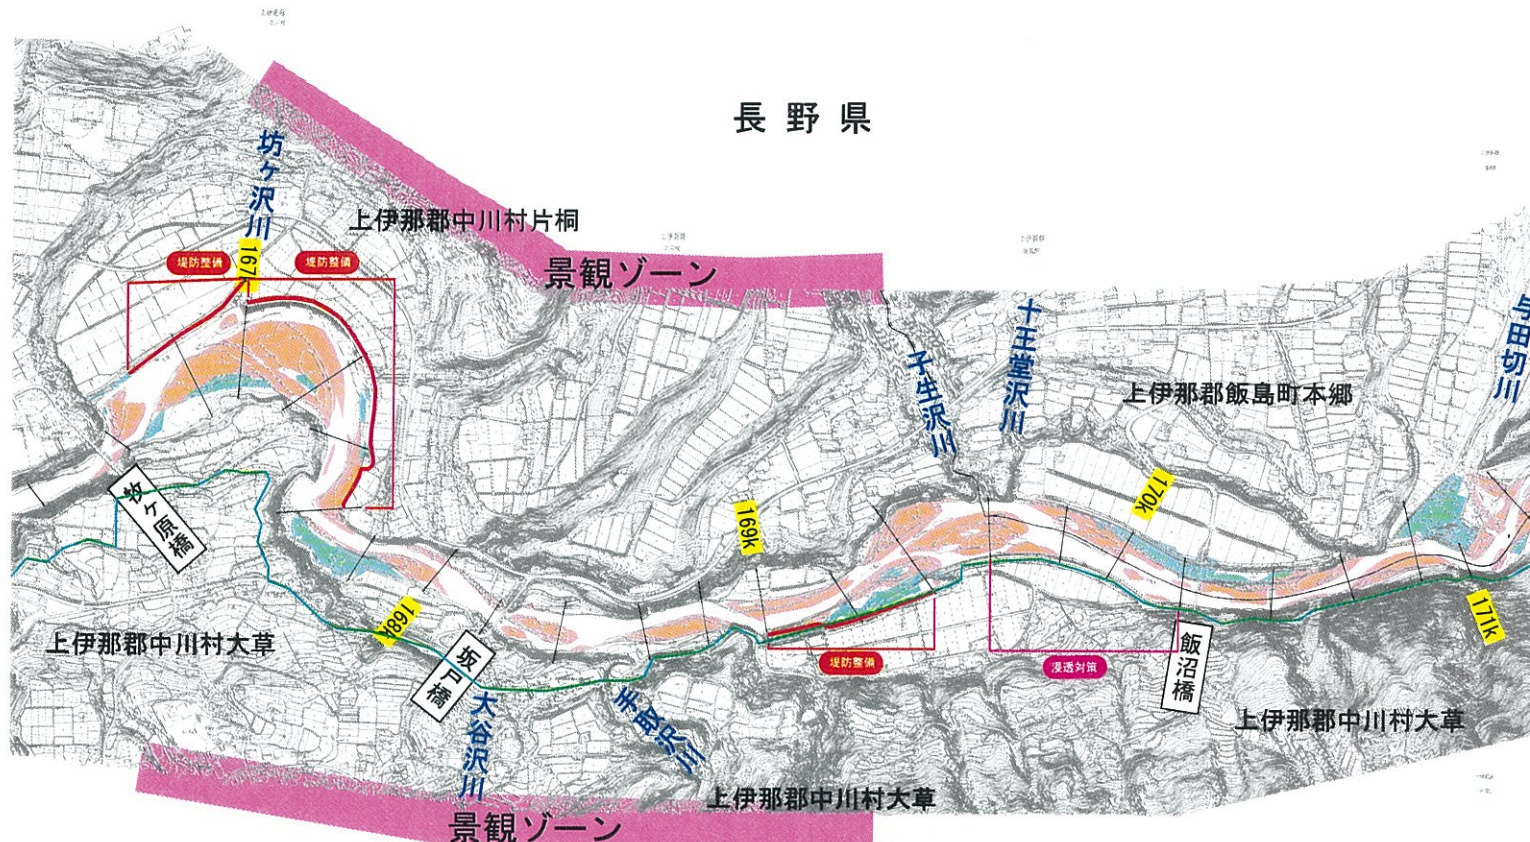 長野県
坊ヶ沢川
上伊那郡中川村片桐
堤防整備
167k
堤防整備
景観ゾーン
子生沢川
十王堂沢川
与田切川
上伊那郡飯島町本郷
牧ヶ原橋
169k
170k
168k
171k
上伊那郡中川村大草
坂戸橋
大谷沢川
手取沢川
堤防整備
浸透対策
飯沼橋
上伊那郡中川村大草
上伊那郡中川村大草
景観ゾーン